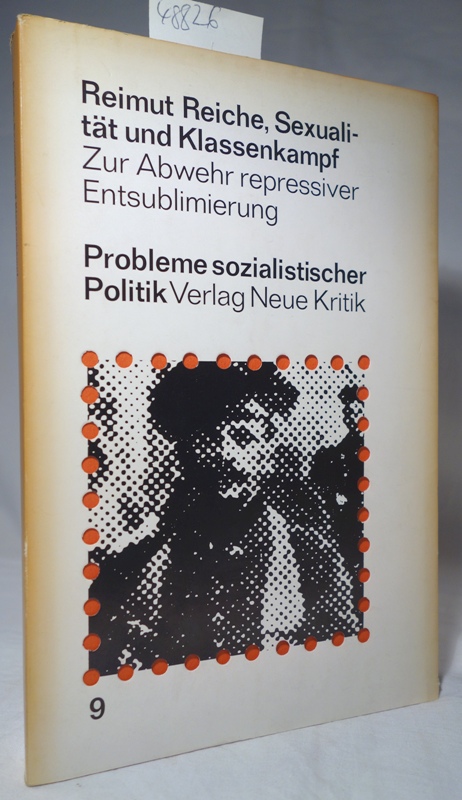 48826
Reimut Reiche, Sexuali-
tät und Klassenkampf
Zur Abwehr repressiver
Entsublimierung
Probleme sozialistischer
Politik Verlag Neue Kritik
9